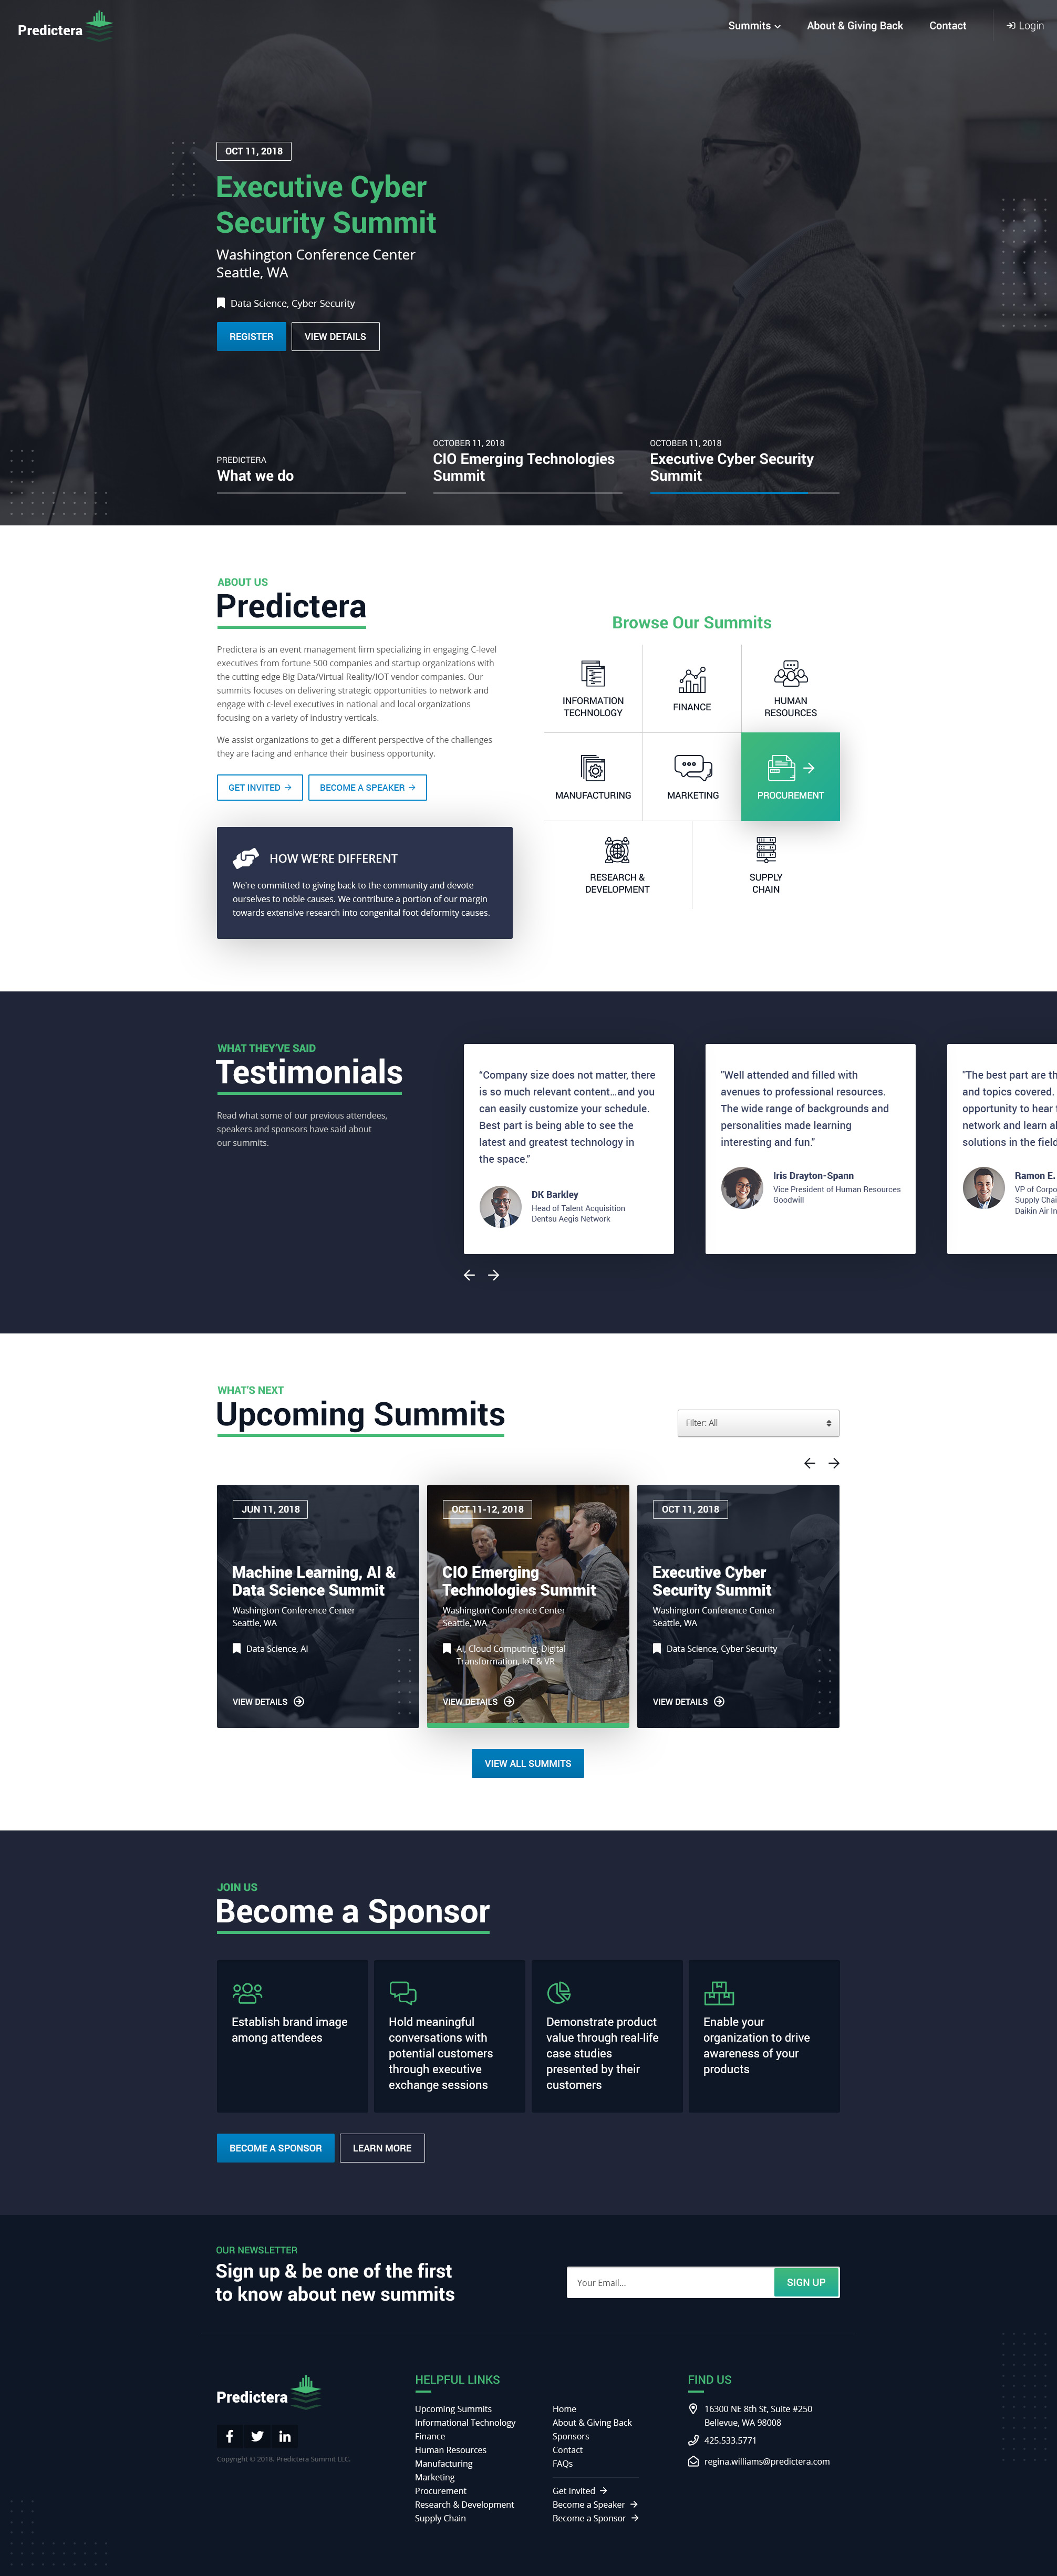 Predictera
Summits
About & Giving Back
Contact
Login
OCT 11, 2018
Executive Cyber
Security Summit
Washington Conference Center
Seattle, WA
Data Science, Cyber Security
REGISTER
VIEW DETAILS
PREDICTERA
What we do
OCTOBER 11, 2018
CIO Emerging Technologies
Summit
OCTOBER 11, 2018
Executive Cyber Security
Summit
ABOUT US
Predictera
Predictera is an event management firm specializing in engaging C-level
executives from fortune 500 companies and startup organizations with
the cutting edge Big Data/Virtual Reality/IOT vendor companies. Our
summits focuses on delivering strategic opportunities to network and
engage with c-level executives in national and local organizations
focusing on a variety of industry verticals.
We assist organizations to get a different perspective of the challenges
they are facing and enhance their business opportunity.
GET INVITED
BECOME A SPEAKER
HOW WE'RE DIFFERENT
We're committed to giving back to the community and devote
ourselves to noble causes. We contribute a portion of our margin
towards extensive research into congenital foot deformity causes.
Browse Our Summits
INFORMATION
TECHNOLOGY
FINANCE
HUMAN
RESOURCES
MANUFACTURING
MARKETING
PROCUREMENT
RESEARCH &
DEVELOPMENT
SUPPLY
CHAIN
WHAT THEY'VE SAID
Testimonials
Read what some of our previous attendees,
speakers and sponsors have said about
our summits.
“Company size does not matter, there
is so much relevant content...and you
can easily customize your schedule.
Best part is being able to see the
latest and greatest technology in
the space.”
DK Barkley
Head of Talent Acquisition
Dentsu Aegis Network
"Well attended and filled with
avenues to professional resources.
The wide range of backgrounds and
personalities made learning
interesting and fun."
Iris Drayton-Spann
Vice President of Human Resources
Goodwill
"The best part are th
and topics covered.
opportunity to hear
network and learn a
solutions in the field
Ramon E.
VP of Corpo
Supply Chai
Daikin Air In
WHAT'S NEXT
Upcoming Summits
Filter: All
JUN 11, 2018
Machine Learning, AI &
Data Science Summit
Washington Conference Center
Seattle, WA
Data Science, AI
VIEW DETAILS
OCT 11-12, 2018
CIO Emerging
Technologies Summit
Washington Conference Center
Seattle, WA
AI, Cloud Computing, Digital
Transformation, IoT & VR
VIEW DETAILS
OCT 11, 2018
Executive Cyber
Security Summit
Washington Conference Center
Seattle, WA
Data Science, Cyber Security
VIEW DETAILS
VIEW ALL SUMMITS
JOIN US
Become a Sponsor
Establish brand image
among attendees
Hold meaningful
conversations with
potential customers
through executive
exchange sessions
Demonstrate product
value through real-life
case studies
presented by their
customers
Enable your
organization to drive
awareness of your
products
BECOME A SPONSOR
LEARN MORE
OUR NEWSLETTER
Sign up & be one of the first
to know about new summits
Your Email...
SIGN UP
Predictera
Copyright © 2018. Predictera Summit LLC.
HELPFUL LINKS
Upcoming Summits
Informational Technology
Finance
Human Resources
Manufacturing
Marketing
Procurement
Research & Development
Supply Chain
Home
About & Giving Back
Sponsors
Contact
FAQs
Get Invited
Become a Speaker
Become a Sponsor
FIND US
16300 NE 8th St, Suite #250
Bellevue, WA 98008
425.533.5771
regina.williams@predictera.com